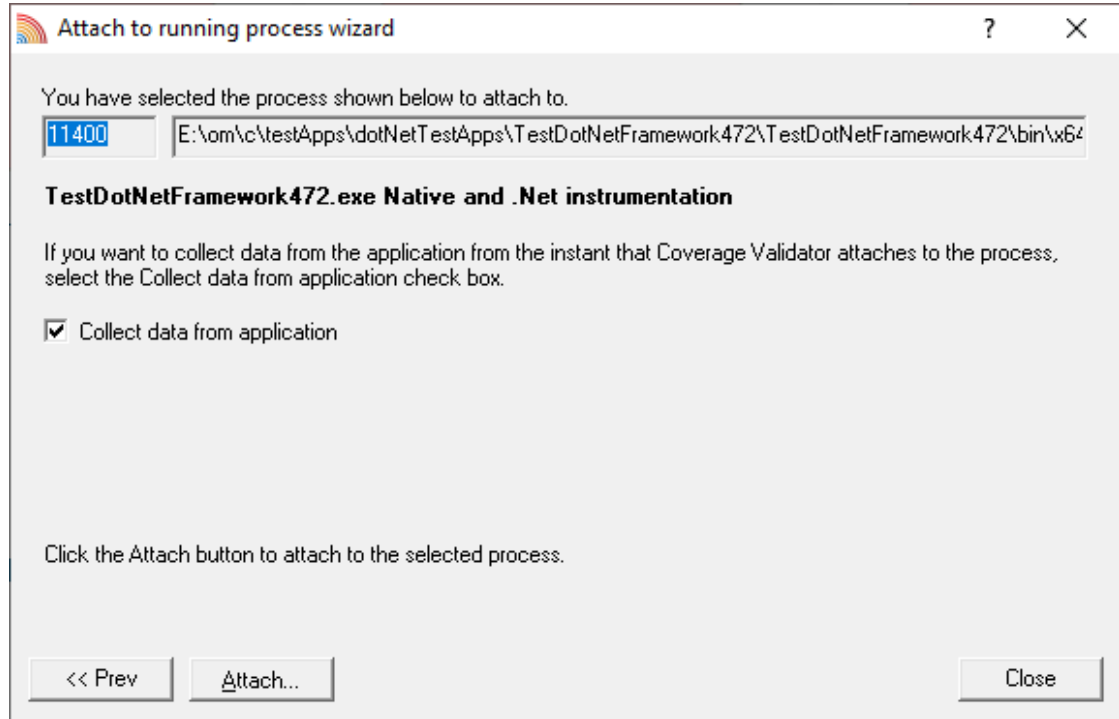 Attach to running process wizard
?
You have selected the process shown below to attach to.
11400 E:\om\c\testApps\dotNetTestApps\TestDotNetFramework472\TestDotNetFramework472\bin\x64
TestDotNetFramework472.exe Native and .Net instrumentation
If you want to collect data from the application from the instant that Coverage Validator attaches to the process,
select the Collect data from application check box.
Collect data from application
Click the Attach button to attach to the selected process.
<< Prev Attach... Close